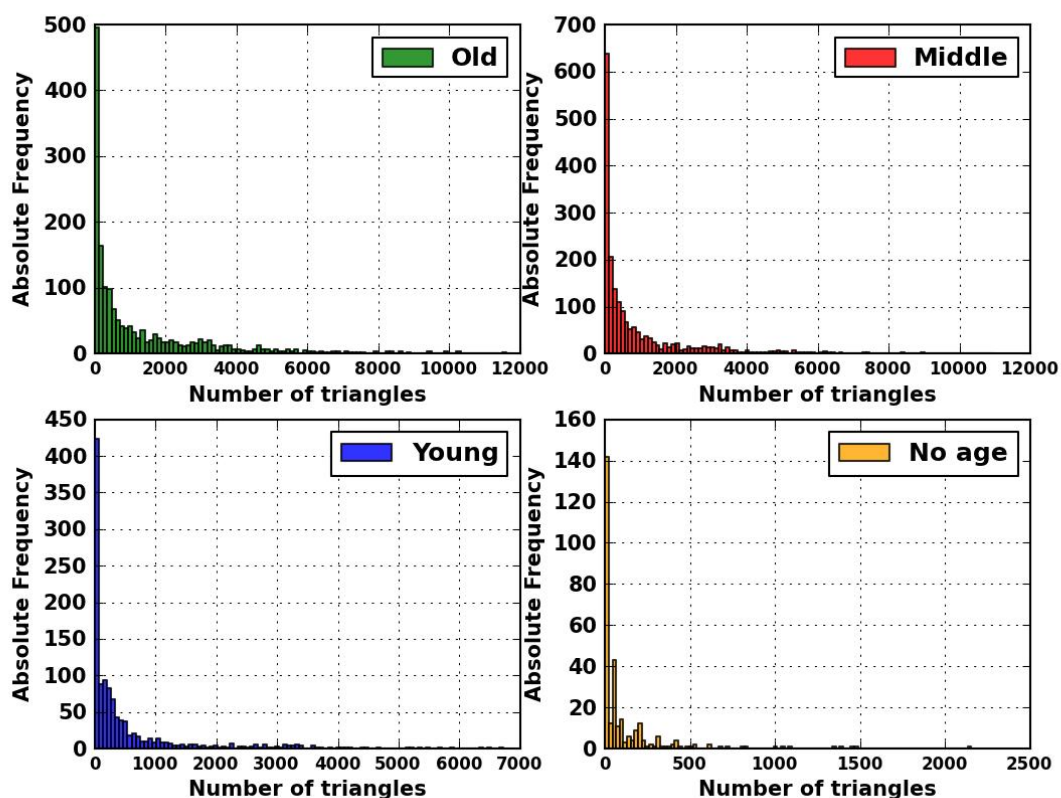 500
400
300
200
100
0
Absolute Frequency
Old
0 2000 4000 6000 8000 10000 12000
Number of triangles
700
600
500
400
300
200
100
0
Absolute Frequency
Middle
0 2000 4000 6000 8000 10000 12000
Number of triangles
450
400
350
300
250
200
150
100
50
0
Absolute Frequency
Young
0 1000 2000 3000 4000 5000 6000 7000
Number of triangles
160
140
120
100
80
60
40
20
0
Absolute Frequency
No age
0 500 1000 1500 2000 2500
Number of triangles